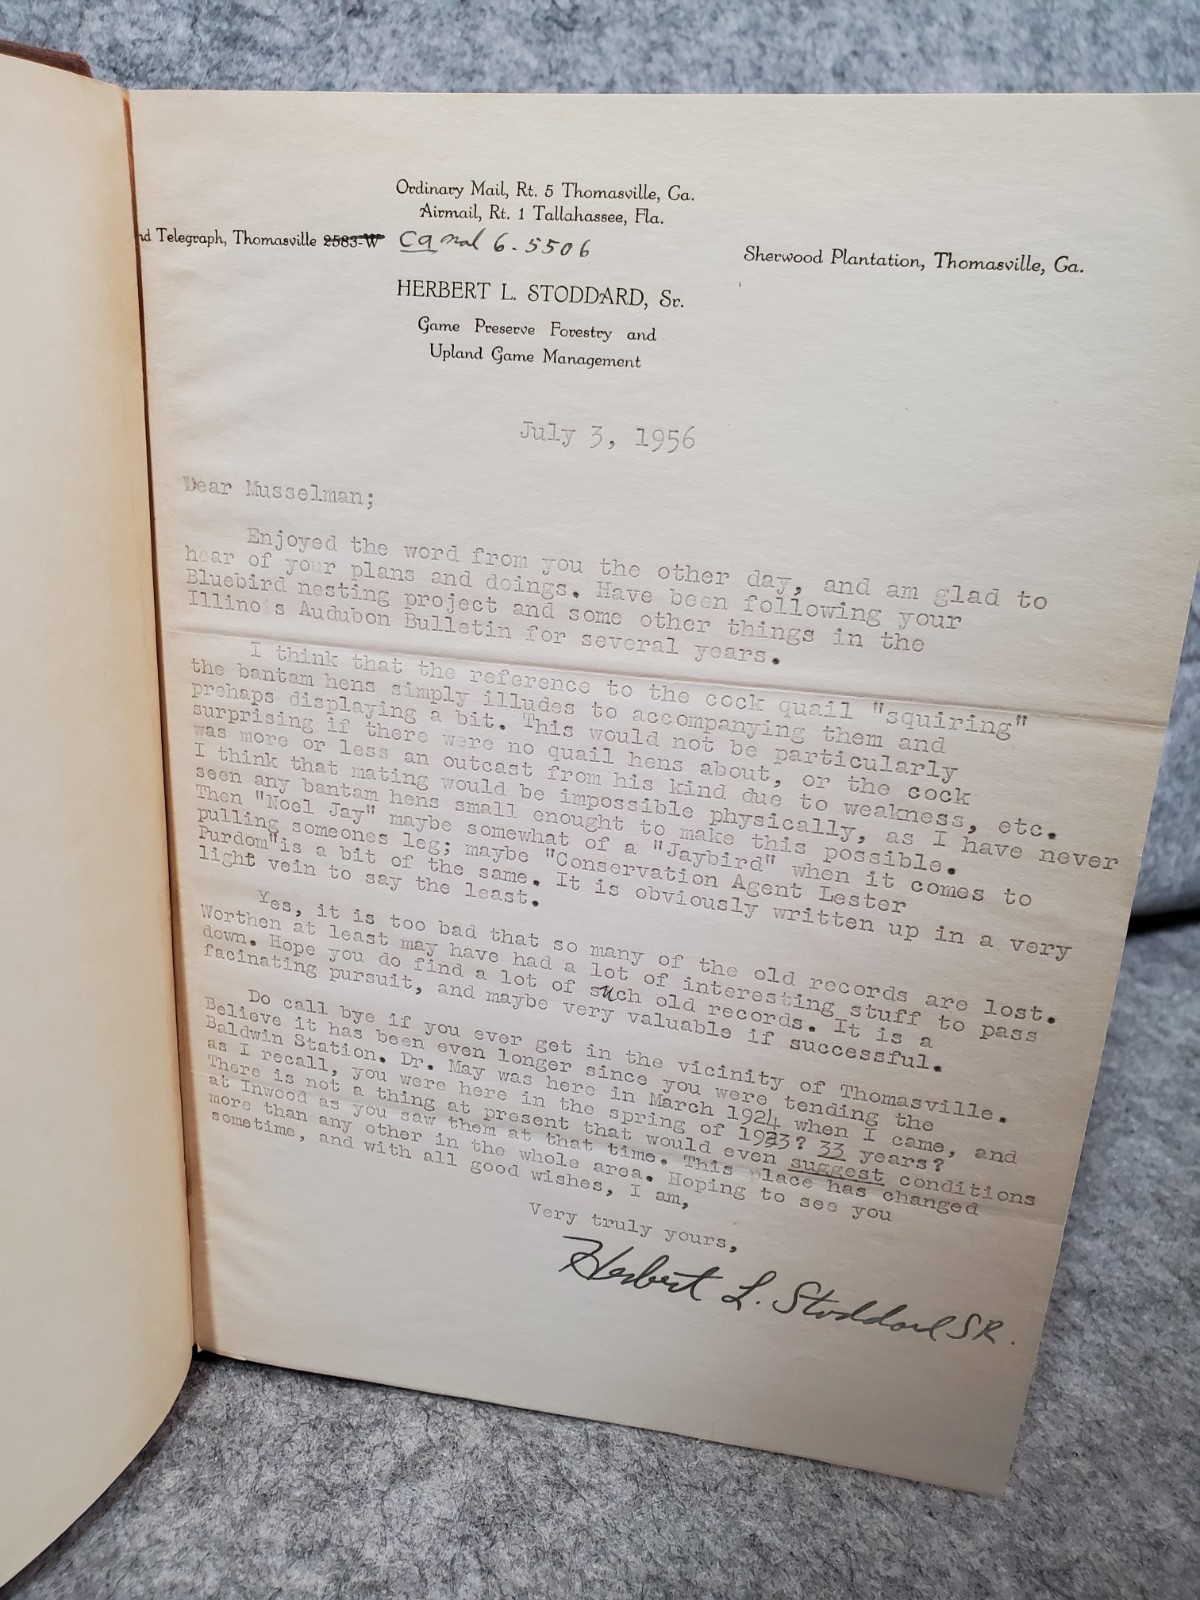 Ordinary Mail, Rt. 5 Thomasville, Ga.
Airmail, Rt. 1 Tallahassee, Fla.
nd Telegraph, Thomasville 2583-W Canal 6-5506
Sherwood Plantation, Thomasville, Ga.
HERBERT L. STODDARD, Sr.
Game Preserve Forestry and
Upland Game Management
July 3, 1956
Dear Musselman;
Enjoyed the word from you the other day, and am glad to
hear of your plans and doings. Have been following your
Bluebird nesting project and some other things in the
Illinois Audubon Bulletin for several years.
I think that the reference to the cock quail "squiring"
the bantam hens simply illudes to accompanying them and
prehaps displaying a bit. This would not be particularly
surprising if there were no quail hens about, or the cock
was more or less an outcast from his kind due to weakness, etc.
I think that mating would be impossible physically, as I have never
seen any bantam hens small enought to make this possible.
Then "Noel Jay" maybe somewhat of a "Jaybird" when it comes to
pulling someones leg; maybe "Conservation Agent Lester
Purdom"is a bit of the same. It is obviously written up in a very
light vein to say the least.
Yes, it is too bad that so many of the old records are lost.
Worthen at least may have had a lot of interesting stuff to pass
down. Hope you do find a lot of such old records. It is a
facinating pursuit, and maybe very valuable if successful.
Do call bye if you ever get in the vicinity of Thomasville.
Believe it has been even longer since you were tending the
Baldwin Station. Dr. May was here in March 1924 when I came, and
as I recall, you were here in the spring of 1923? 33 years?
There is not a thing at present that would even suggest conditions
at Inwood as you saw them at that time. This place has changed
more than any other in the whole area. Hoping to see you
sometime, and with all good wishes, I am,
Very truly yours,
Herbert L. Stoddard SR.